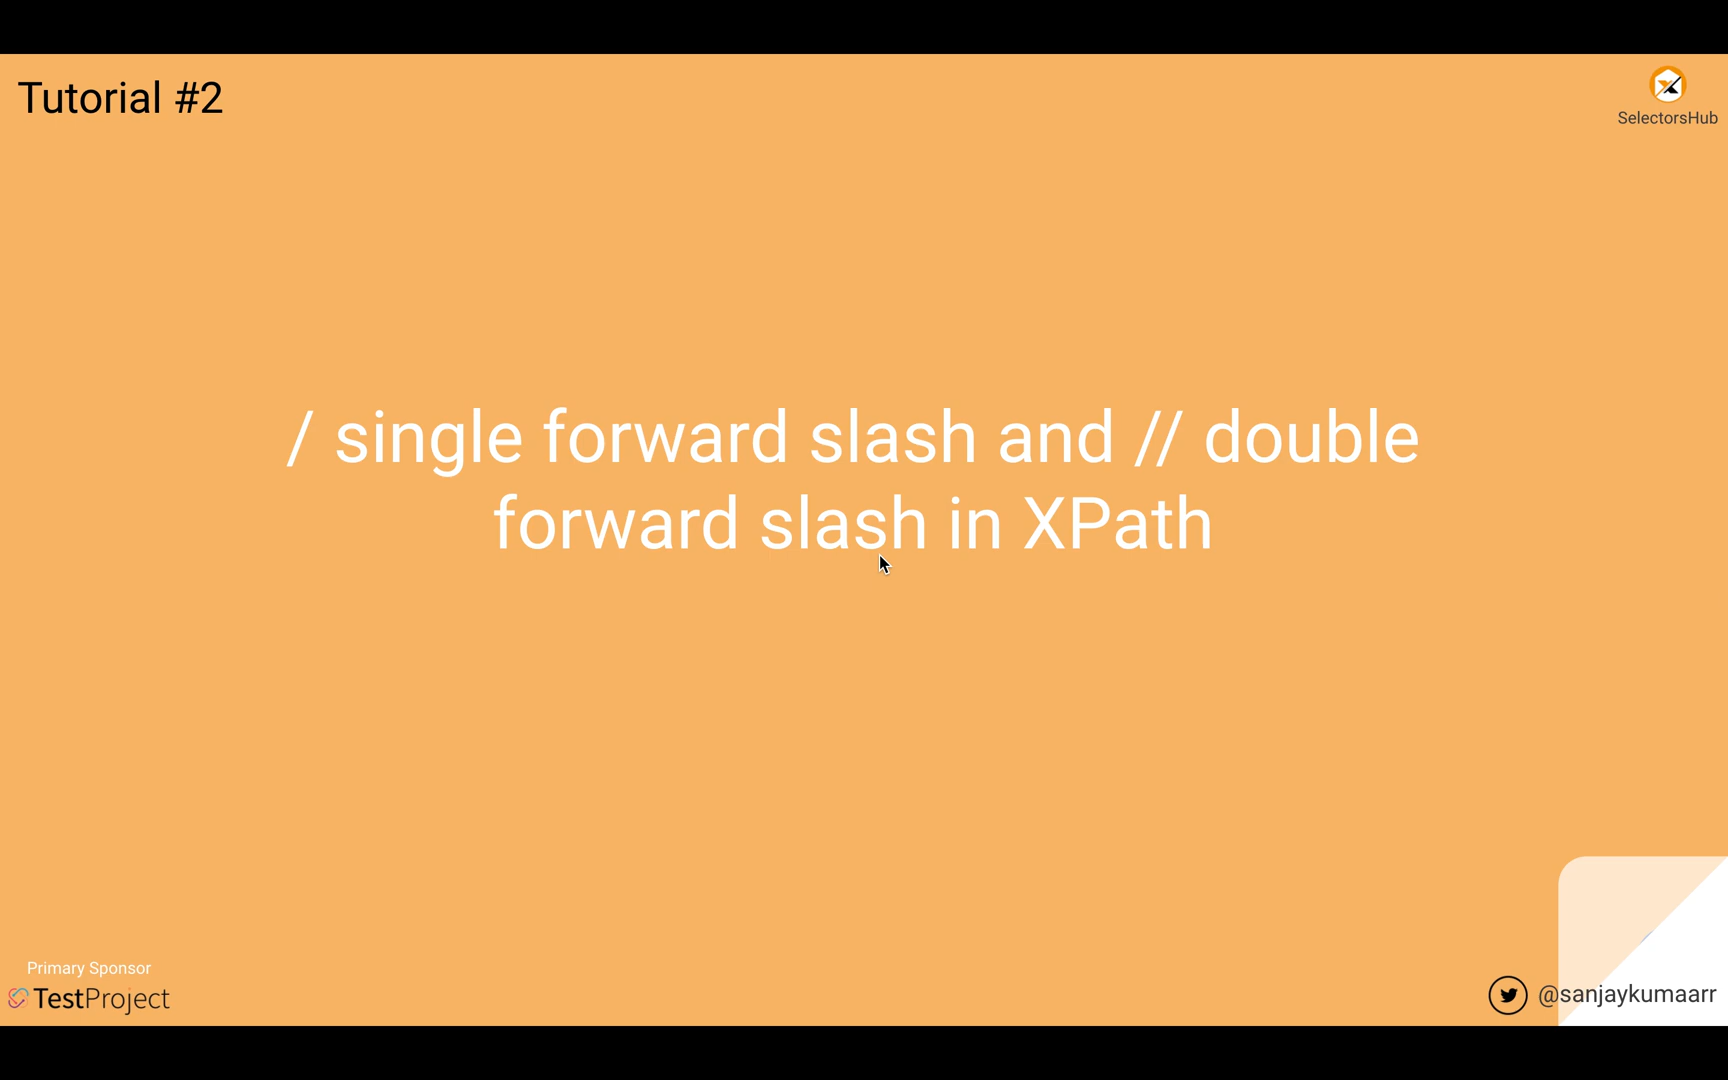 Tutorial #2
SelectorsHub
/ single forward slash and // double
forward slash in XPath
Primary Sponsor
TestProject
@sanjaykumaarr